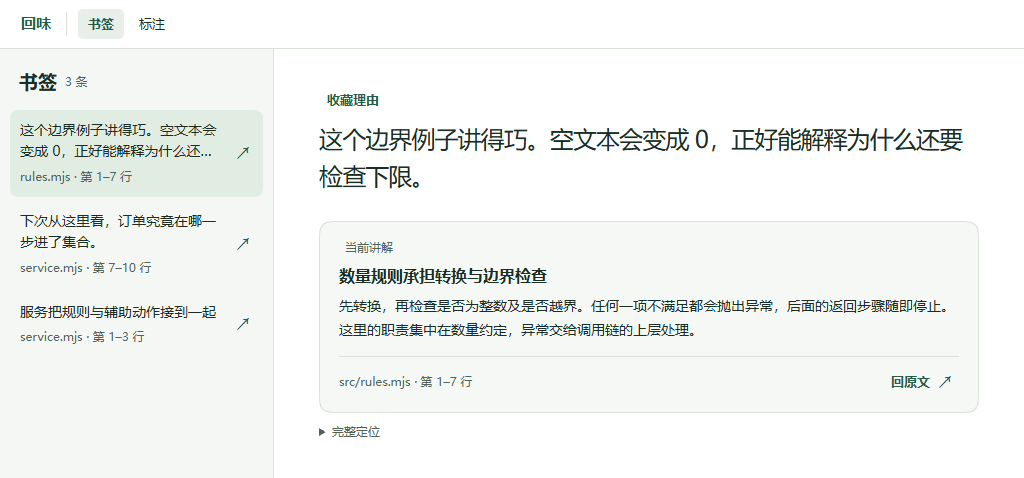 回味
书签
标注
书签 3 条
这个边界例子讲得巧。空文本会
变成 0，正好能解释为什么还...
rules.mjs · 第 1–7 行
下次从这里看，订单究竟在哪一
步进了集合。
service.mjs · 第 7–10 行
服务把规则与辅助动作接到一起
service.mjs · 第 1–3 行
收藏理由
这个边界例子讲得巧。空文本会变成 0，正好能解释为什么还要
检查下限。
当前讲解
数量规则承担转换与边界检查
先转换，再检查是否为整数及是否越界。任何一项不满足都会抛出异常，后面的返回步骤随即停止。
这里的职责集中在数量约定，异常交给调用链的上层处理。
src/rules.mjs · 第 1–7 行
回原文 ↗
▶ 完整定位